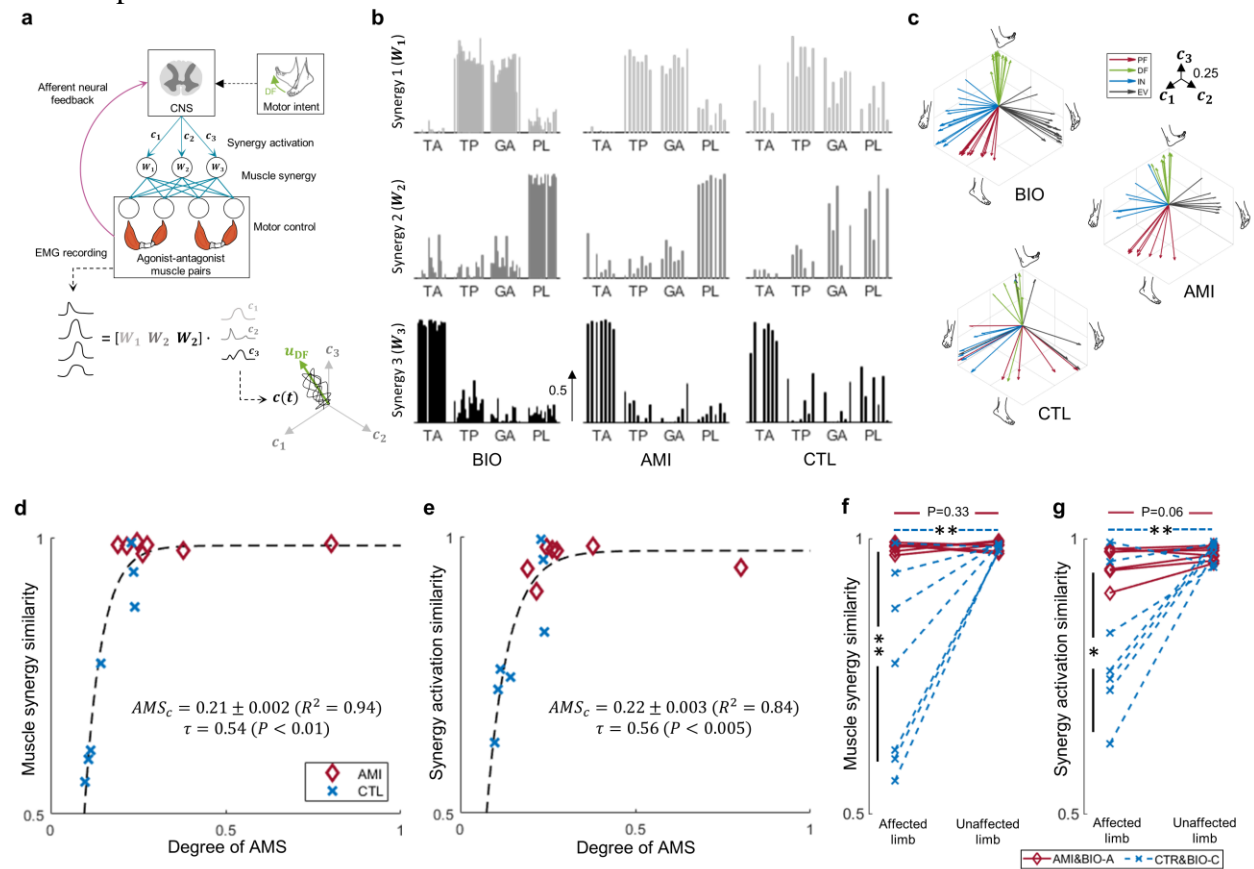 a
CNS
DF
Motor intent
Afferent neural
feedback
c1 c2 c3
Synergy activation
W1 W2 W3
Muscle synergy
Motor control
EMG recording
Agonist-antagonist
muscle pairs
= [W1 W2 W2] ·
c1
c2
c3
c(t)
uDF
c3
c1
c2
b
Synergy 1 (W1)
TA TP GA PL TA TP GA PL TA TP GA PL
Synergy 2 (W2)
TA TP GA PL TA TP GA PL TA TP GA PL
Synergy 3 (W3)
0.5
TA TP GA PL TA TP GA PL TA TP GA PL
BIO AMI CTL
c
PF
DF
IN
EV
c3
0.25
c1 c2
BIO
AMI
CTL
d
Muscle synergy similarity
1
0.5
AMSc = 0.21 ± 0.002 (R² = 0.94)
τ = 0.54 (P < 0.01)
AMI
CTL
0 0.5 1
Degree of AMS
e
Synergy activation similarity
1
0.5
AMSc = 0.22 ± 0.003 (R² = 0.84)
τ = 0.56 (P < 0.005)
0 0.5 1
Degree of AMS
f
P=0.33
**
Muscle synergy similarity
1
**
0.5
Affected
limb
Unaffected
limb
g
P=0.06
**
Synergy activation similarity
1
*
0.5
Affected
limb
Unaffected
limb
AMI&BIO-A CTR&BIO-C